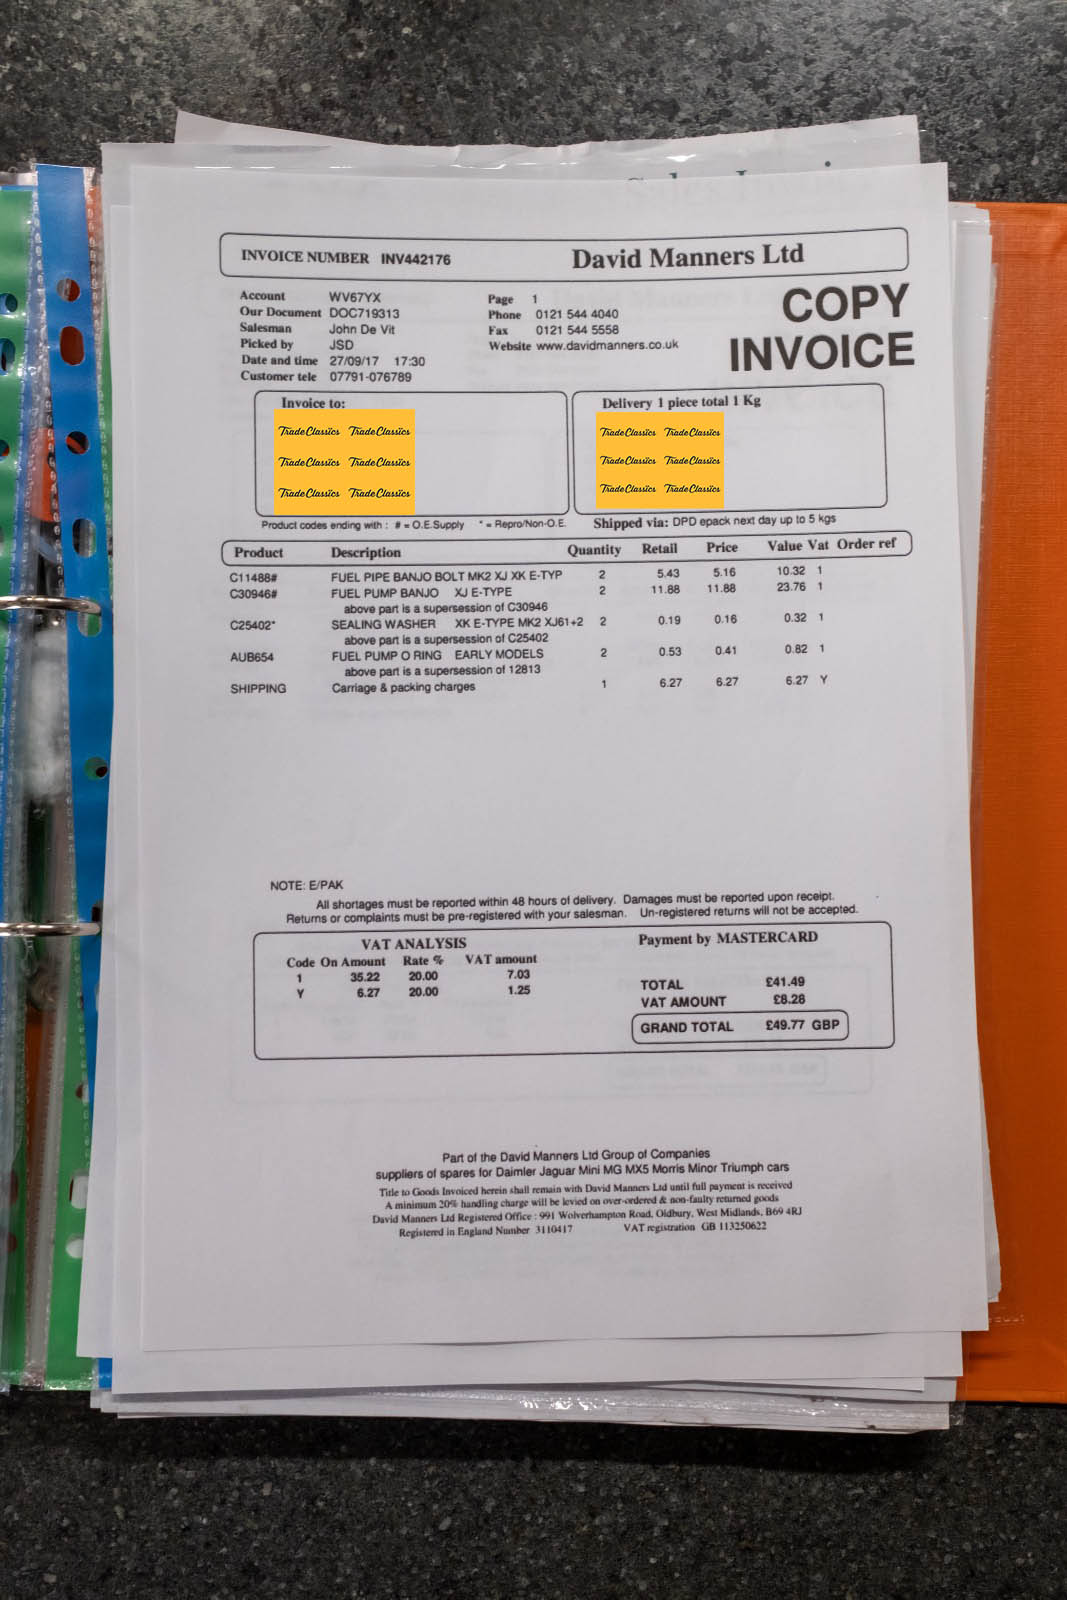 INVOICE NUMBER INV442176 David Manners Ltd
COPY
INVOICE
Account WV67YX
Our Document DOC719313
Salesman John De Vit
Picked by JSD
Date and time 27/09/17 17:30
Customer tele 07791-076789
Page 1
Phone 0121 544 4040
Fax 0121 544 5558
Website www.davidmanners.co.uk
Invoice to:
TradeClassics TradeClassics
TradeClassics TradeClassics
TradeClassics TradeClassics
Delivery 1 piece total 1 Kg
TradeClassics TradeClassics
TradeClassics TradeClassics
TradeClassics TradeClassics
Product codes ending with : # = O.E.Supply * = Repro/Non-O.E. Shipped via: DPD epack next day up to 5 kgs
Product Description Quantity Retail Price Value Vat Order ref
C11488# FUEL PIPE BANJO BOLT MK2 XJ XK E-TYP 2 5.43 5.16 10.32 1
C30946# FUEL PUMP BANJO XJ E-TYPE 2 11.88 11.88 23.76 1
above part is a supersession of C30946
C25402* SEALING WASHER XK E-TYPE MK2 XJ61+2 2 0.19 0.16 0.32 1
above part is a supersession of C25402
AUB654 FUEL PUMP O RING EARLY MODELS 2 0.53 0.41 0.82 1
above part is a supersession of 12813
SHIPPING Carriage & packing charges 1 6.27 6.27 6.27 Y
NOTE: E/PAK
All shortages must be reported within 48 hours of delivery. Damages must be reported upon receipt.
Returns or complaints must be pre-registered with your salesman. Un-registered returns will not be accepted.
VAT ANALYSIS
Code On Amount Rate % VAT amount
1 35.22 20.00 7.03
Y 6.27 20.00 1.25
Payment by MASTERCARD
TOTAL £41.49
VAT AMOUNT £8.28
GRAND TOTAL £49.77 GBP
Part of the David Manners Ltd Group of Companies
suppliers of spares for Daimler Jaguar Mini MG MX5 Morris Minor Triumph cars
Title to Goods Invoiced herein shall remain with David Manners Ltd until full payment is received
A minimum 20% handling charge will be levied on over-ordered & non-faulty returned goods
David Manners Ltd Registered Office : 991 Wolverhampton Road, Oldbury, West Midlands, B69 4RJ
Registered in England Number 3110417 VAT registration GB 113250622